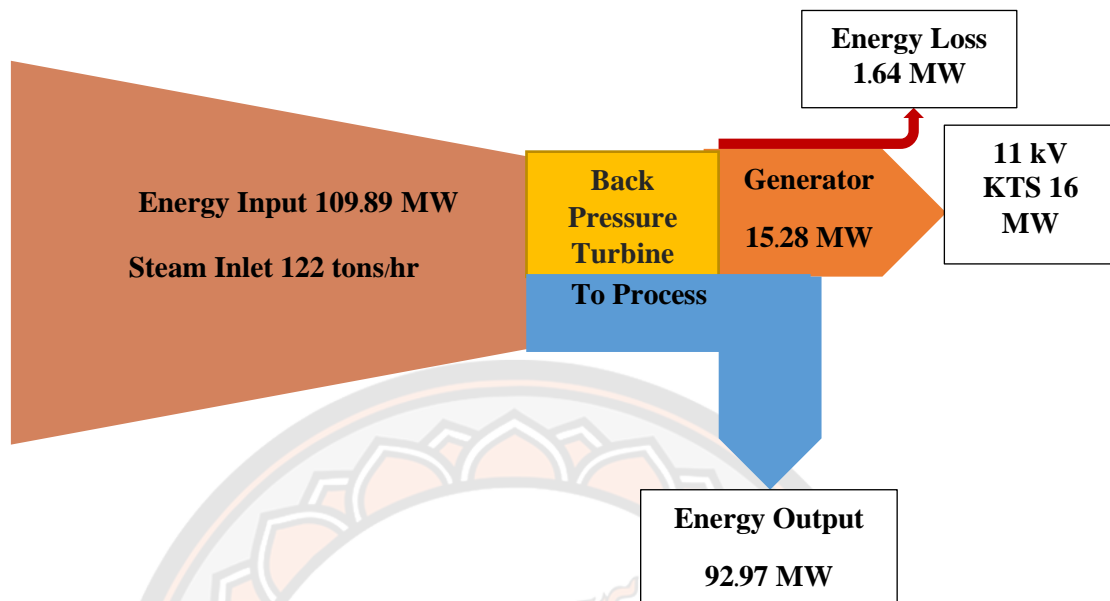 Energy Loss
1.64 MW
11 kV
KTS 16
MW
Back
Pressure
Turbine
Generator
15.28 MW
Energy Input 109.89 MW
Steam Inlet 122 tons/hr
To Process
Energy Output
92.97 MW